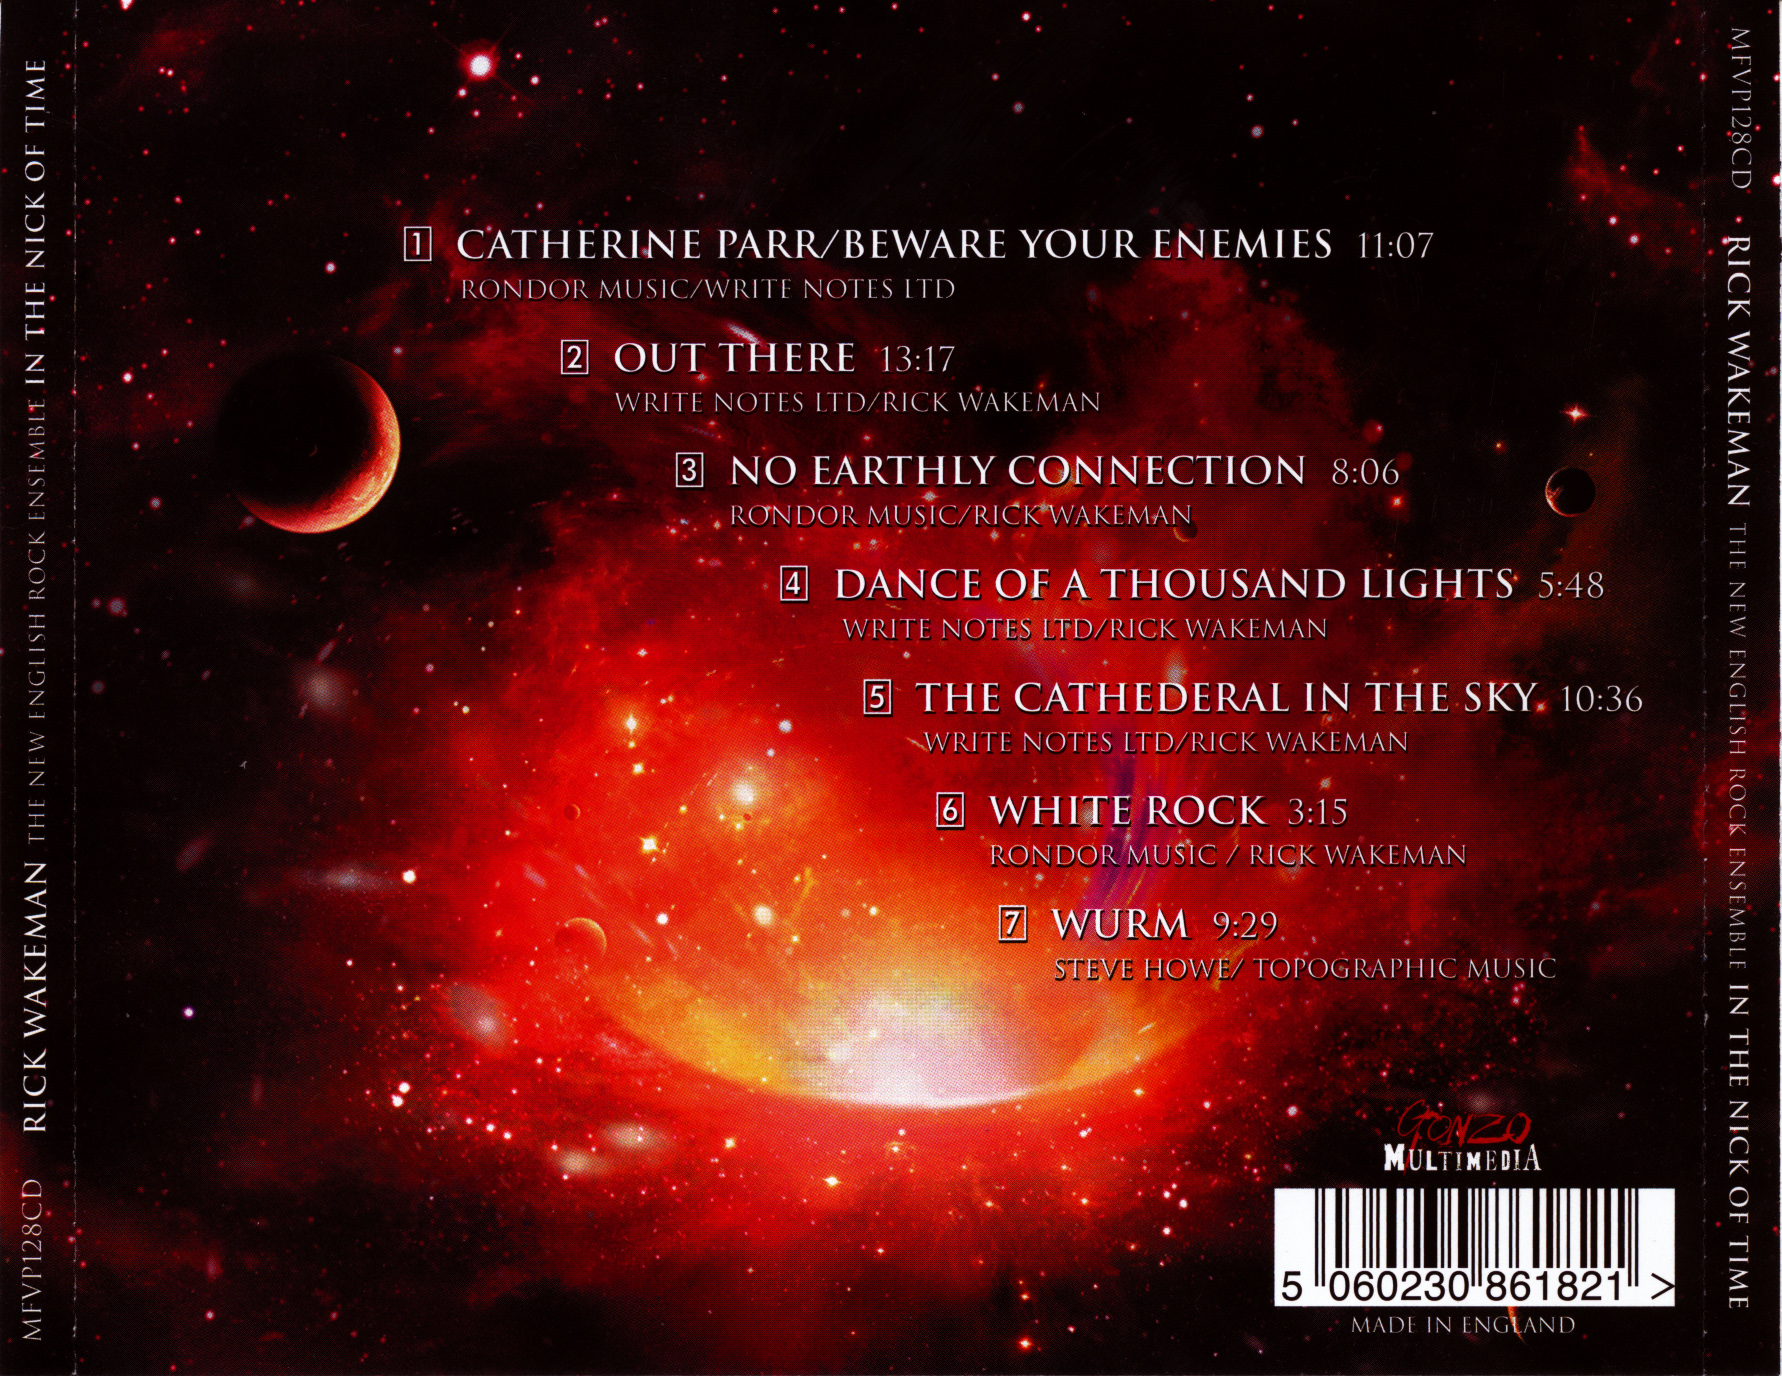 MFVP128CD RICK WAKEMAN THE NEW ENGLISH ROCK ENSEMBLE IN THE NICK OF TIME
1 CATHERINE PARR/BEWARE YOUR ENEMIES 11:07
RONDOR MUSIC/WRITE NOTES LTD
2 OUT THERE 13:17
WRITE NOTES LTD/RICK WAKEMAN
3 NO EARTHLY CONNECTION 8:06
RONDOR MUSIC/RICK WAKEMAN
4 DANCE OF A THOUSAND LIGHTS 5:48
WRITE NOTES LTD/RICK WAKEMAN
5 THE CATHEDERAL IN THE SKY 10:36
WRITE NOTES LTD/RICK WAKEMAN
6 WHITE ROCK 3:15
RONDOR MUSIC / RICK WAKEMAN
7 WURM 9:29
STEVE HOWE/ TOPOGRAPHIC MUSIC
GONZO
MULTIMEDIA
5 060230 861821 >
MADE IN ENGLAND
MFVP128CD • RICK WAKEMAN THE NEW ENGLISH ROCK ENSEMBLE IN THE NICK OF TIME